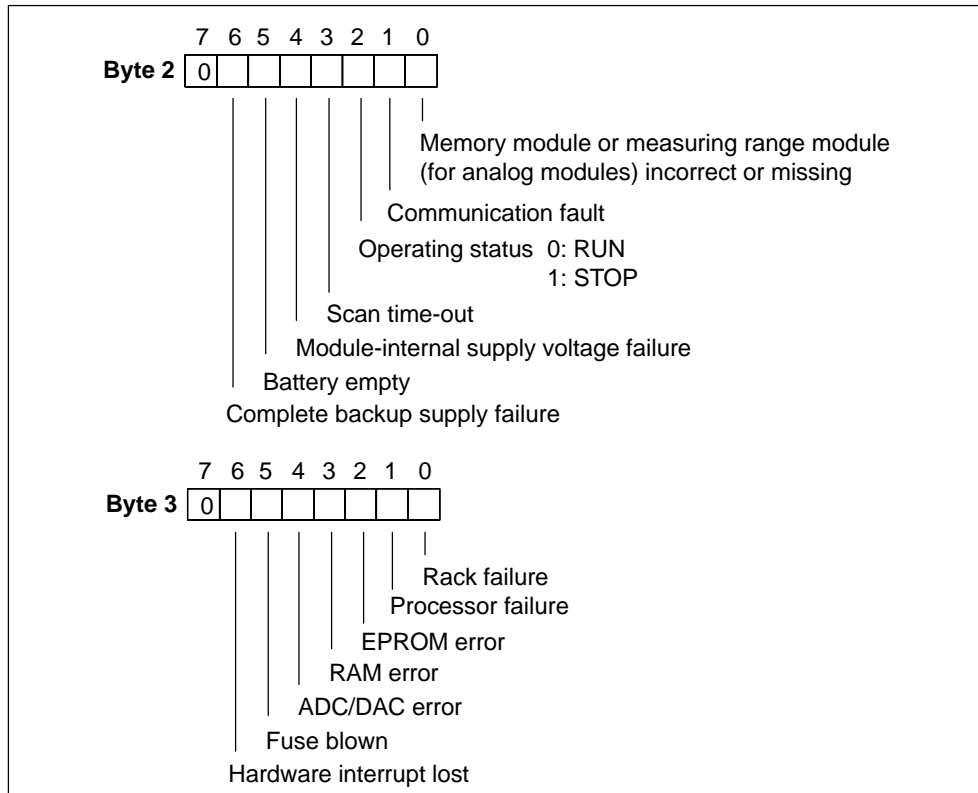 7 6 5 4 3 2 1 0
Byte 2 0
Memory module or measuring range module
(for analog modules) incorrect or missing
Communication fault
Operating status 0: RUN
1: STOP
Scan time-out
Module-internal supply voltage failure
Battery empty
Complete backup supply failure
7 6 5 4 3 2 1 0
Byte 3 0
Rack failure
Processor failure
EPROM error
RAM error
ADC/DAC error
Fuse blown
Hardware interrupt lost